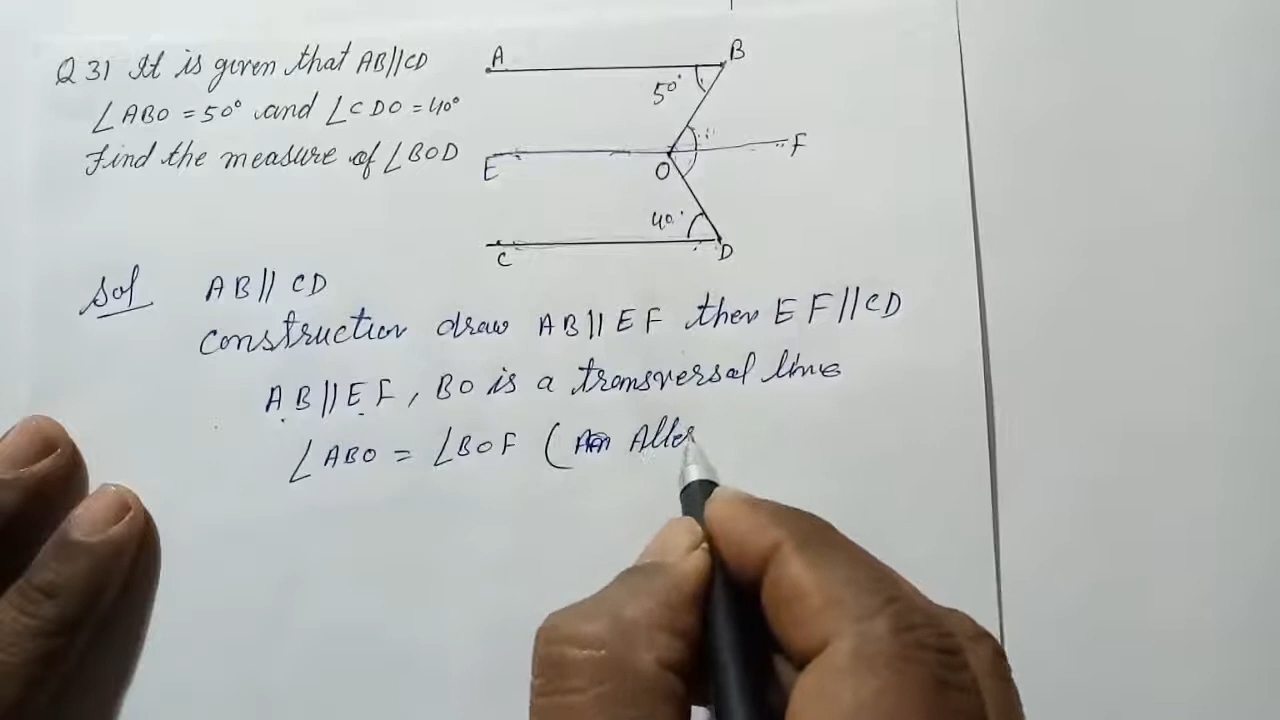 Q 31 It is given that AB//CD
∠ABO = 50° and ∠CDO = 40°
Find the measure of ∠BOD
A
B
50°
E
O
F
40°
C
D
Sol AB// CD
construction draw AB// EF then EF//CD
AB// EF, BO is a transversal line
∠ABO = ∠BOF ( Alter